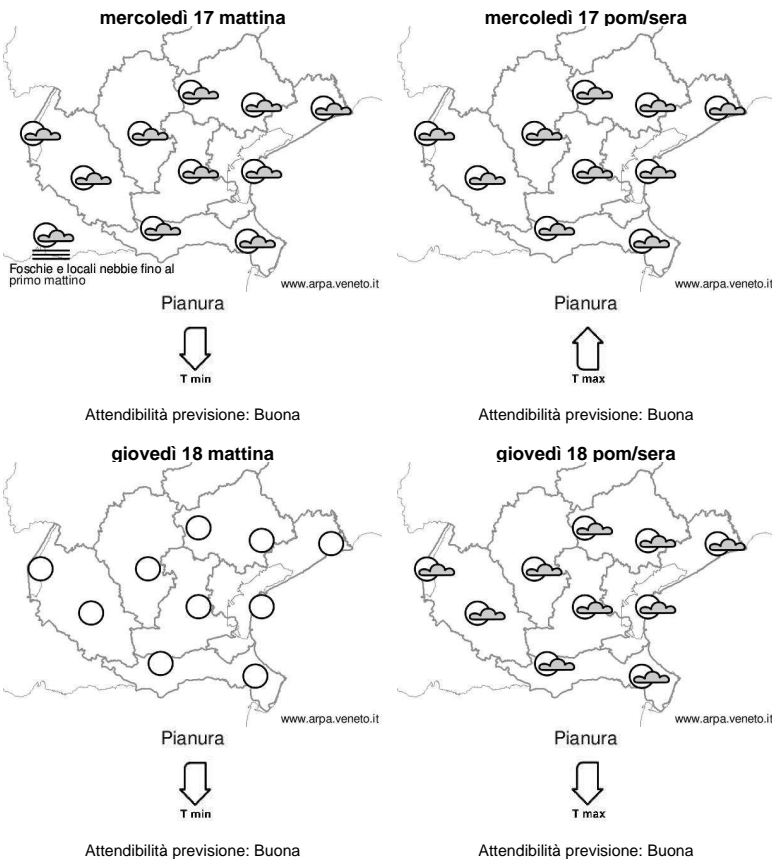 mercoledì 17 mattina
Foschie e locali nebbie fino al
primo mattino
www.arpa.veneto.it
Pianura
T min
Attendibilità previsione: Buona
mercoledì 17 pom/sera
www.arpa.veneto.it
Pianura
T max
Attendibilità previsione: Buona
giovedì 18 mattina
www.arpa.veneto.it
Pianura
T min
Attendibilità previsione: Buona
giovedì 18 pom/sera
www.arpa.veneto.it
Pianura
T max
Attendibilità previsione: Buona